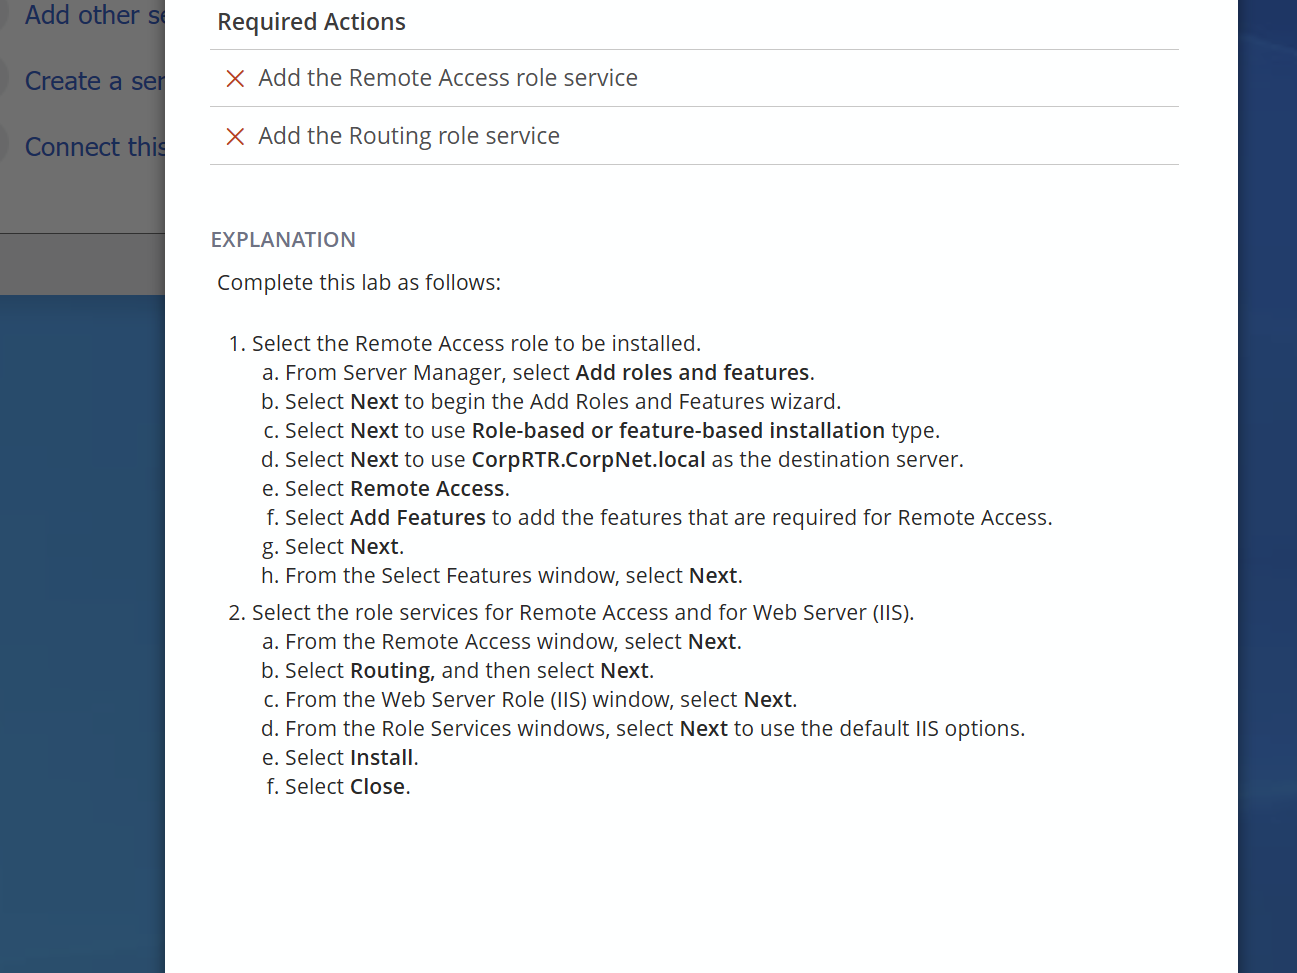 Add other se
Create a ser
Connect this
Required Actions
Add the Remote Access role service
Add the Routing role service
EXPLANATION
Complete this lab as follows:
1. Select the Remote Access role to be installed.
a. From Server Manager, select Add roles and features.
b. Select Next to begin the Add Roles and Features wizard.
c. Select Next to use Role-based or feature-based installation type.
d. Select Next to use CorpRTR.CorpNet.local as the destination server.
e. Select Remote Access.
f. Select Add Features to add the features that are required for Remote Access.
g. Select Next.
h. From the Select Features window, select Next.
2. Select the role services for Remote Access and for Web Server (IIS).
a. From the Remote Access window, select Next.
b. Select Routing, and then select Next.
c. From the Web Server Role (IIS) window, select Next.
d. From the Role Services windows, select Next to use the default IIS options.
e. Select Install.
f. Select Close.